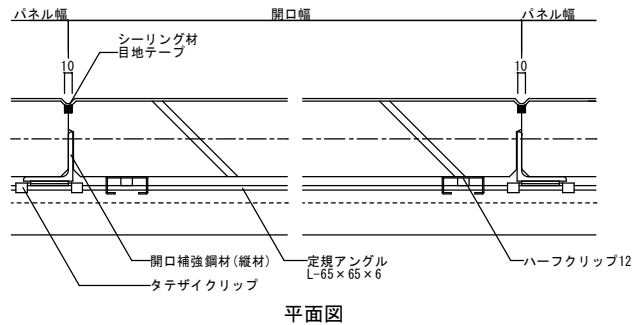 パネル幅
開口幅
パネル幅
シーリング材
目地テープ
10
10
開口補強鋼材(縦材)
定規アングル
L-65×65×6
ハーフクリップ12
タテザイクリップ
平面図